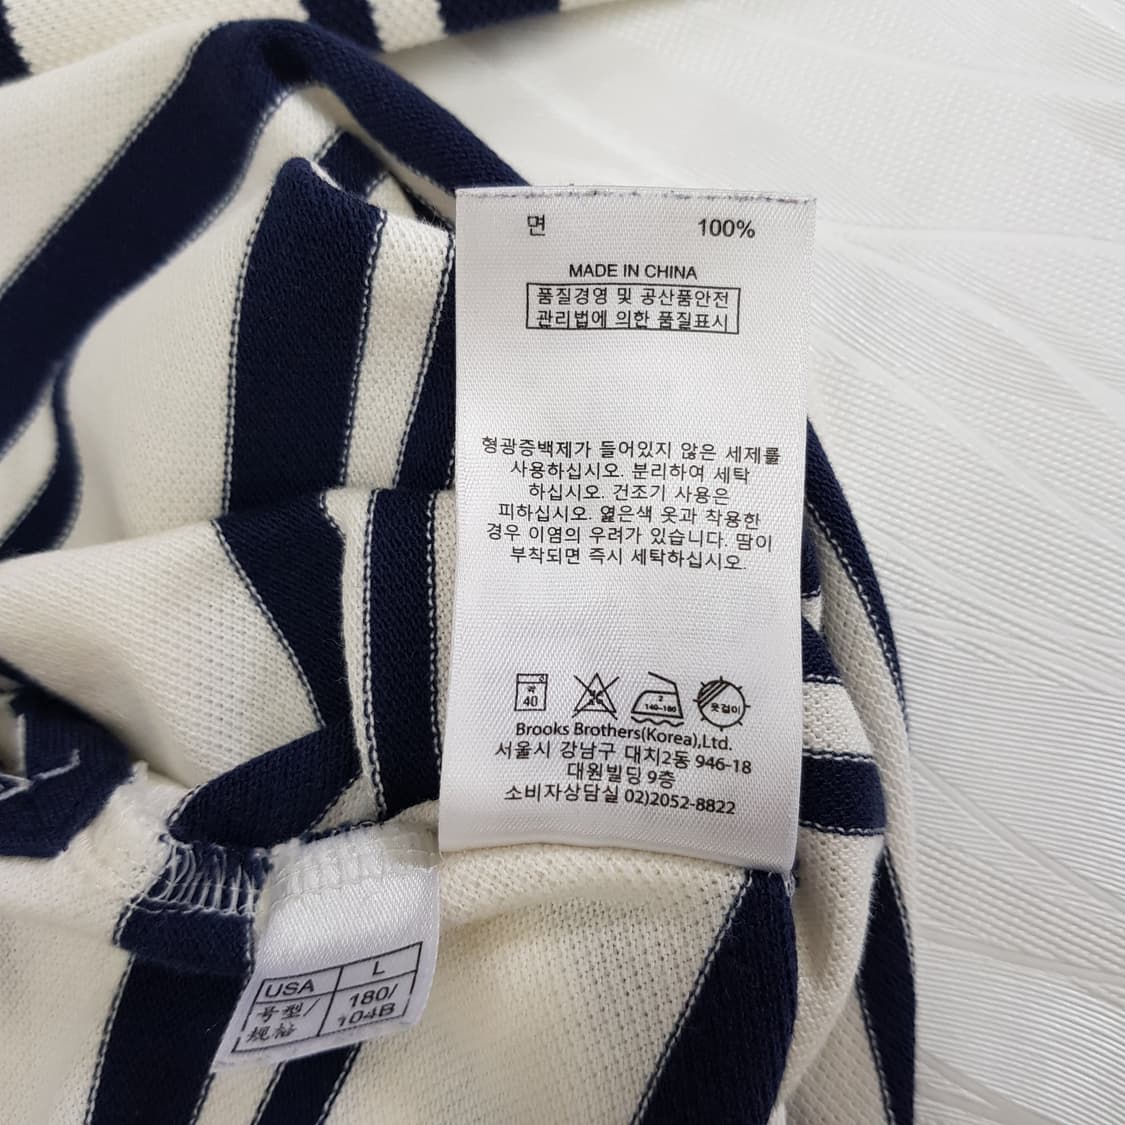 면 100%
MADE IN CHINA
품질경영 및 공산품안전
관리법에 의한 품질표시
형광증백제가 들어있지 않은 세제를
사용하십시오. 분리하여 세탁
하십시오. 건조기 사용은
피하십시오. 엷은색 옷과 착용한
경우 이염의 우려가 있습니다. 땀이
부착되면 즉시 세탁하십시오.
약 40 2 140~160 옷걸이
Brooks Brothers(Korea),Ltd.
서울시 강남구 대치2동 946-18
대원빌딩 9층
소비자상담실 02)2052-8822
USA L
号型/ 180/
规格 104B